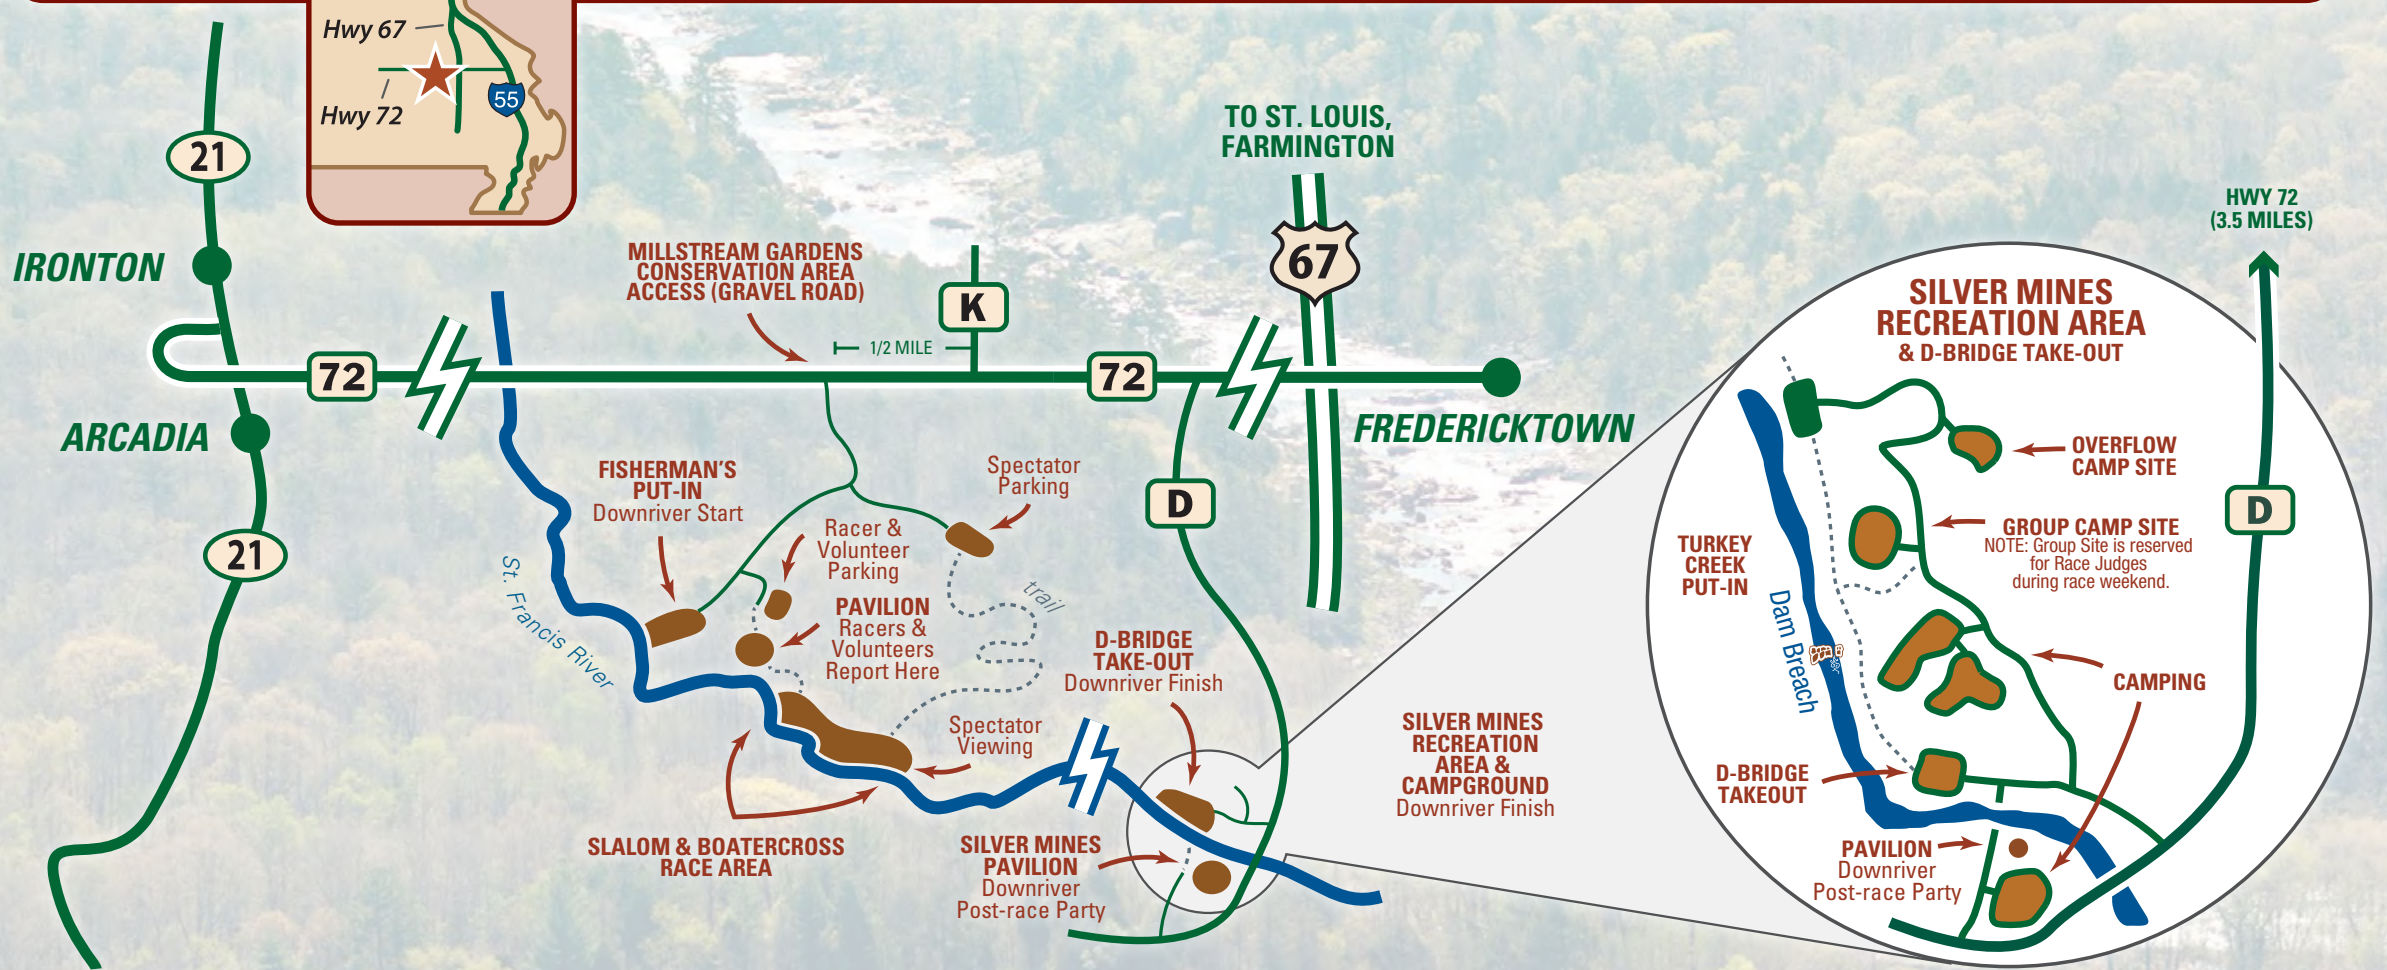 Hwy 67
Hwy 72
55
21
IRONTON
72
ARCADIA
21
MILLSTREAM GARDENS
CONSERVATION AREA
ACCESS (GRAVEL ROAD)
1/2 MILE
K
72
TO ST. LOUIS,
FARMINGTON
67
FREDERICKTOWN
D
FISHERMAN'S
PUT-IN
Downriver Start
Racer &
Volunteer
Parking
Spectator
Parking
trail
PAVILION
Racers &
Volunteers
Report Here
St. Francis River
D-BRIDGE
TAKE-OUT
Downriver Finish
Spectator
Viewing
SLALOM & BOATERCROSS
RACE AREA
SILVER MINES
PAVILION
Downriver
Post-race Party
SILVER MINES
RECREATION
AREA &
CAMPGROUND
Downriver Finish
HWY 72
(3.5 MILES)
SILVER MINES
RECREATION AREA
& D-BRIDGE TAKE-OUT
OVERFLOW
CAMP SITE
D
GROUP CAMP SITE
NOTE: Group Site is reserved
for Race Judges
during race weekend.
TURKEY
CREEK
PUT-IN
Dam Breach
CAMPING
D-BRIDGE
TAKEOUT
PAVILION
Downriver
Post-race Party